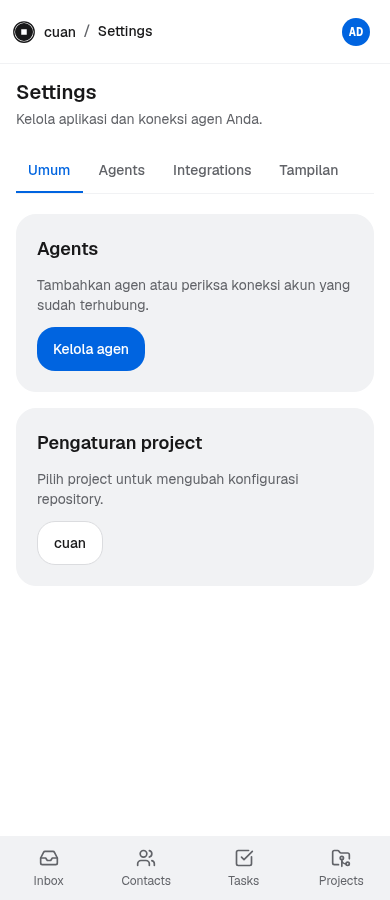 cuan / Settings
AD
Settings
Kelola aplikasi dan koneksi agen Anda.
Umum Agents Integrations Tampilan
Agents
Tambahkan agen atau periksa koneksi akun yang
sudah terhubung.
Kelola agen
Pengaturan project
Pilih project untuk mengubah konfigurasi
repository.
cuan
Inbox Contacts Tasks Projects